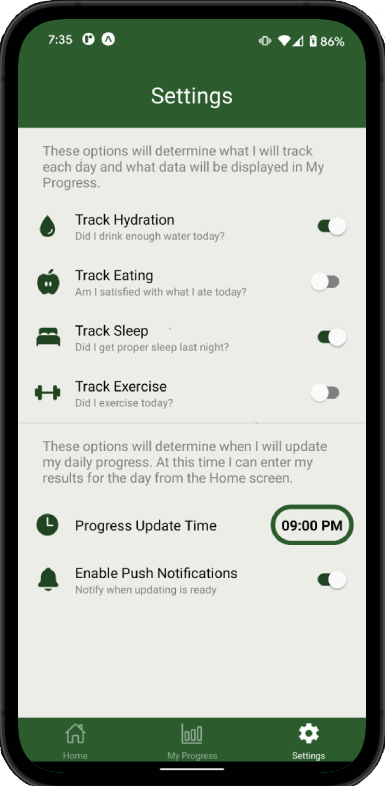 7:35 86%
Settings
These options will determine what I will track
each day and what data will be displayed in My
Progress.
Track Hydration
Did I drink enough water today?
Track Eating
Am I satisfied with what I ate today?
Track Sleep
Did I get proper sleep last night?
Track Exercise
Did I exercise today?
These options will determine when I will update
my daily progress. At this time I can enter my
results for the day from the Home screen.
Progress Update Time 09:00 PM
Enable Push Notifications
Notify when updating is ready
Home My Progress Settings